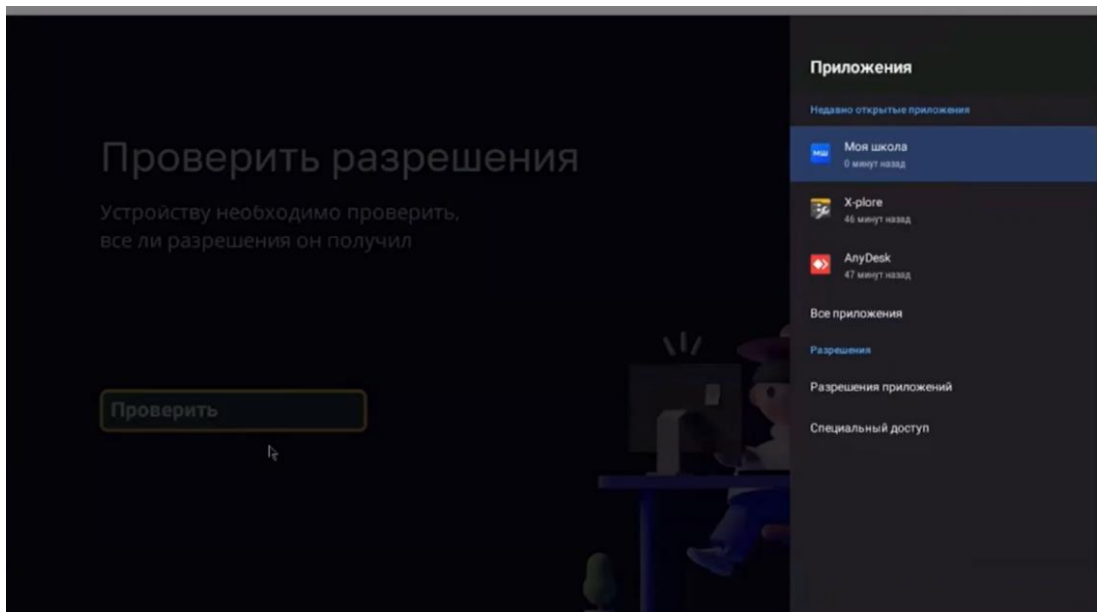 Проверить разрешения
Устройству необходимо проверить,
все ли разрешения он получил
Проверить
Приложения
Недавно открытые приложения
МШ
Моя школа
0 минут назад
X-plore
46 минут назад
AnyDesk
47 минут назад
Все приложения
Разрешения
Разрешения приложений
Специальный доступ